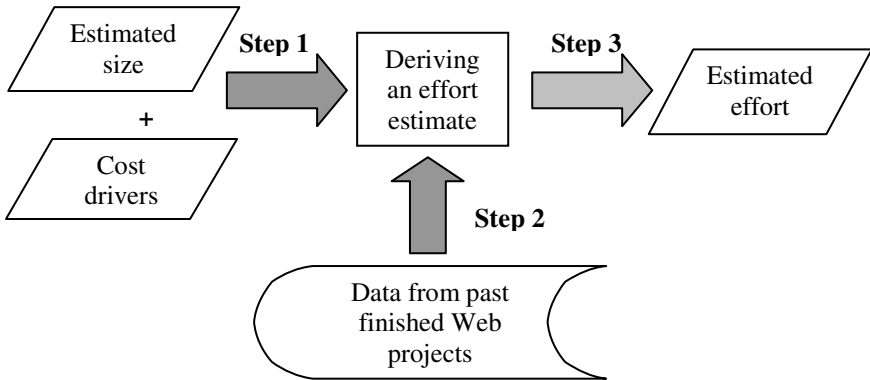 Estimated
size
+
Cost
drivers
Step 1
Deriving
an effort
estimate
Step 3
Estimated
effort
Step 2
Data from past
finished Web
projects